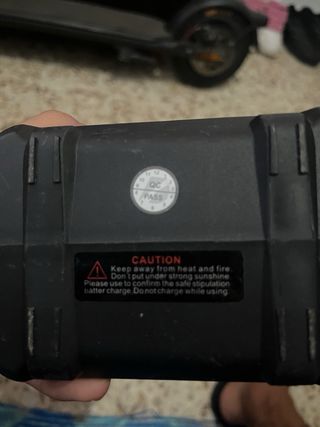 QC
PASS
CAUTION
Keep away from heat and fire.
Don't put under strong sunshine.
Please use to confirm the safe stipulation
batter charge.Do not charge while using.